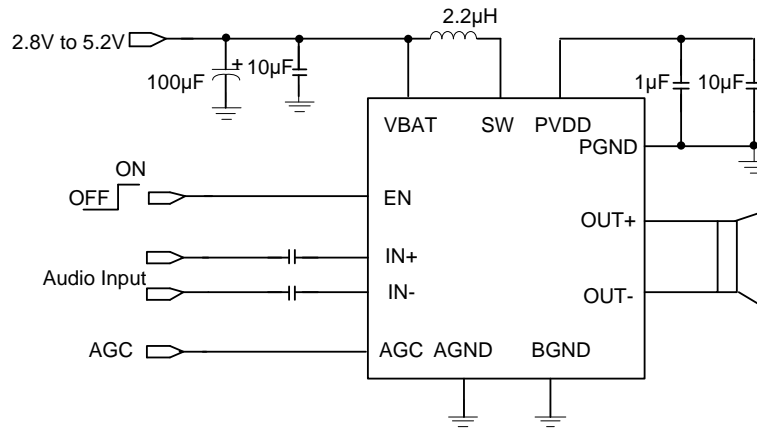 2.2µH
2.8V to 5.2V
100µF
+
10µF
1µF
10µF
VBAT
SW
PVDD
PGND
ON
OFF
EN
OUT+
IN+
Audio Input
IN-
OUT-
AGC
AGC
AGND
BGND